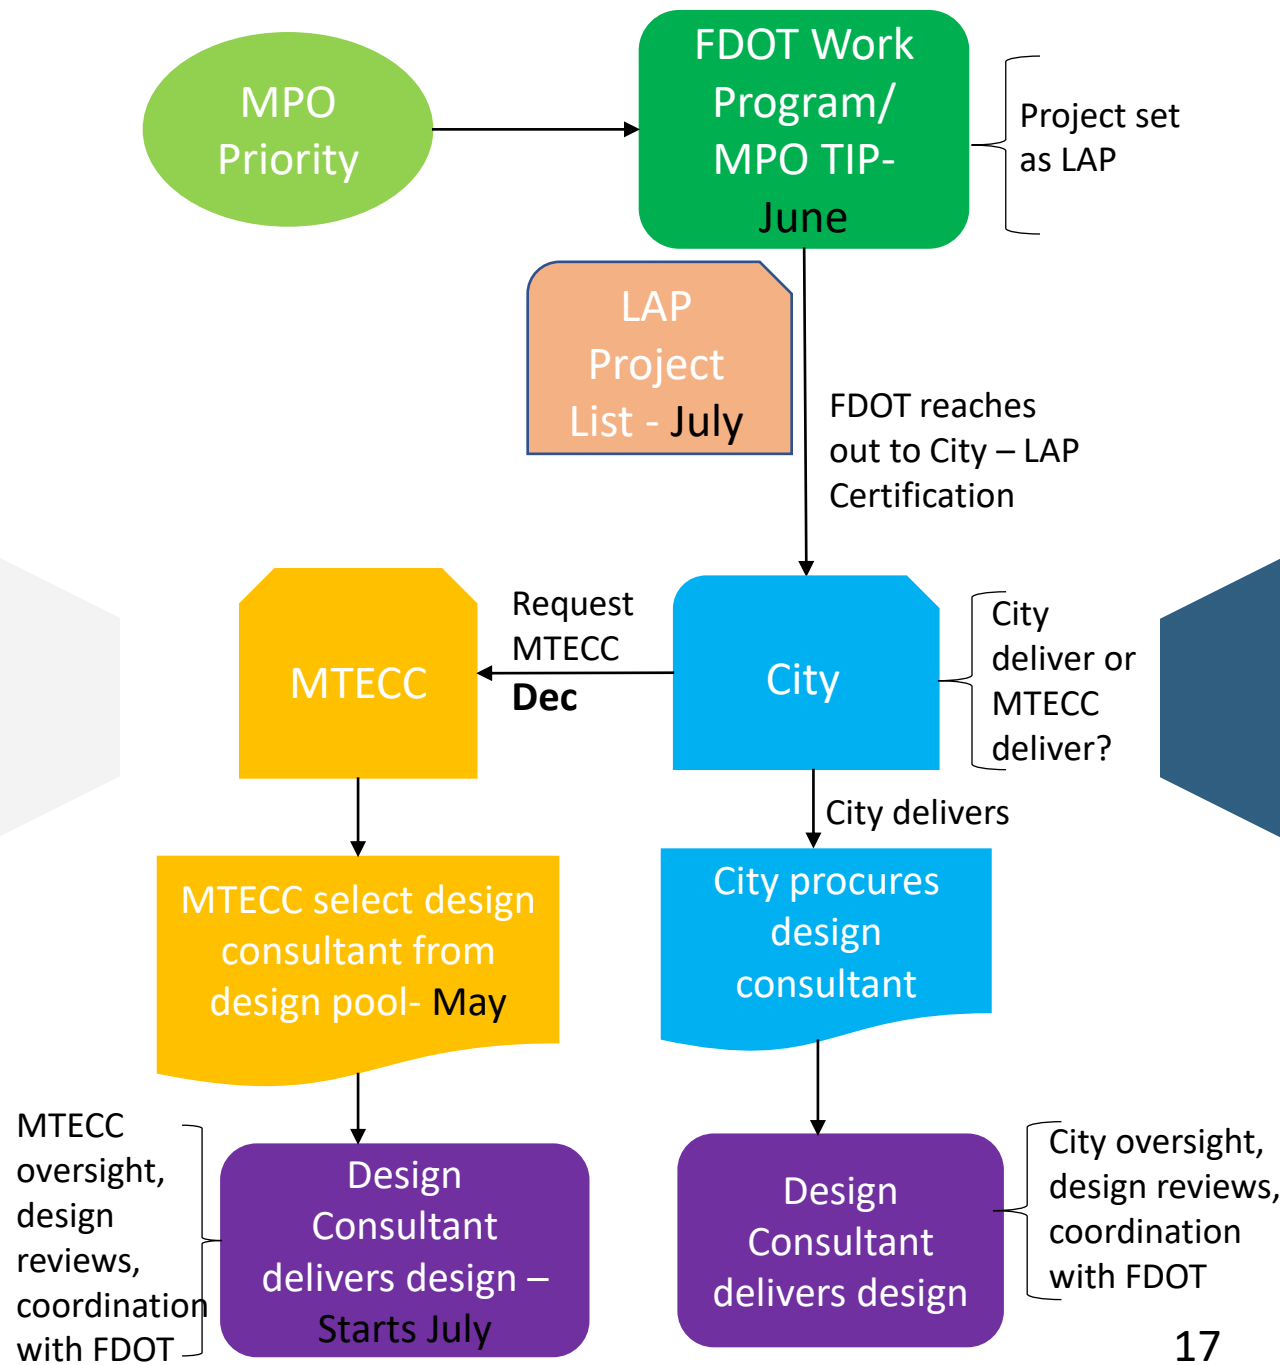 MPO
Priority
FDOT Work
Program/
MPO TIP-
June
Project set
as LAP
LAP
Project
List - July
FDOT reaches
out to City – LAP
Certification
MTECC
Request
MTECC
Dec
City
City
deliver or
MTECC
deliver?
City delivers
MTECC select design
consultant from
design pool- May
City procures
design
consultant
MTECC
oversight,
design
reviews,
coordination
with FDOT
Design
Consultant
delivers design –
Starts July
Design
Consultant
delivers design
City oversight,
design reviews,
coordination
with FDOT
17